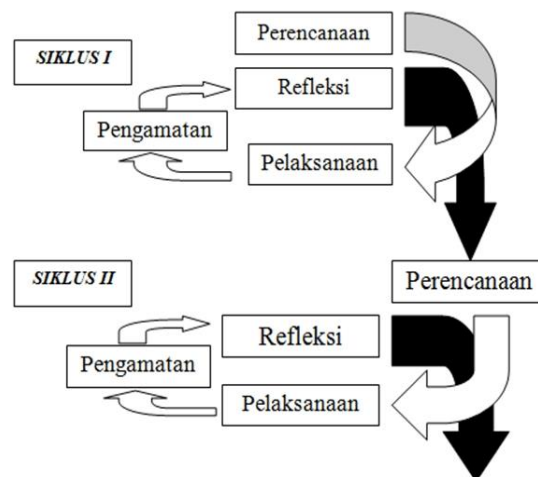 Perencanaan
SIKLUS I
Refleksi
Pengamatan
Pelaksanaan
SIKLUS II
Perencanaan
Refleksi
Pengamatan
Pelaksanaan